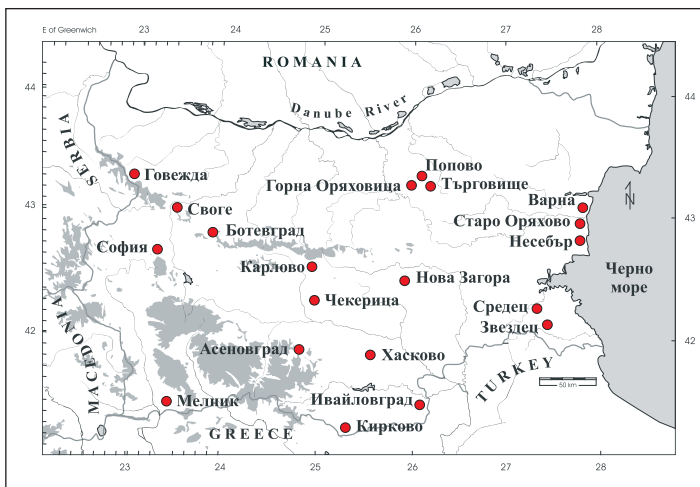 E of Greenwich 23 23 25 26 27 28
ROMANIA
44
44
Danube River
SERBIA
Попово
Говежда
Горна Оряховица
Търговище
N
Варна
43
Своге
43
Старо Оряхово
Ботевград
Несебър
София
Карлово
Нова Загора
Черно
море
Чекерица
Средец
Звездец
42
42
Асеновград
Хасково
MACEDONIA
TURKEY
50 km
Мелник
Ивайловград
GREECE
Кирково
23 24 25 26 27 28